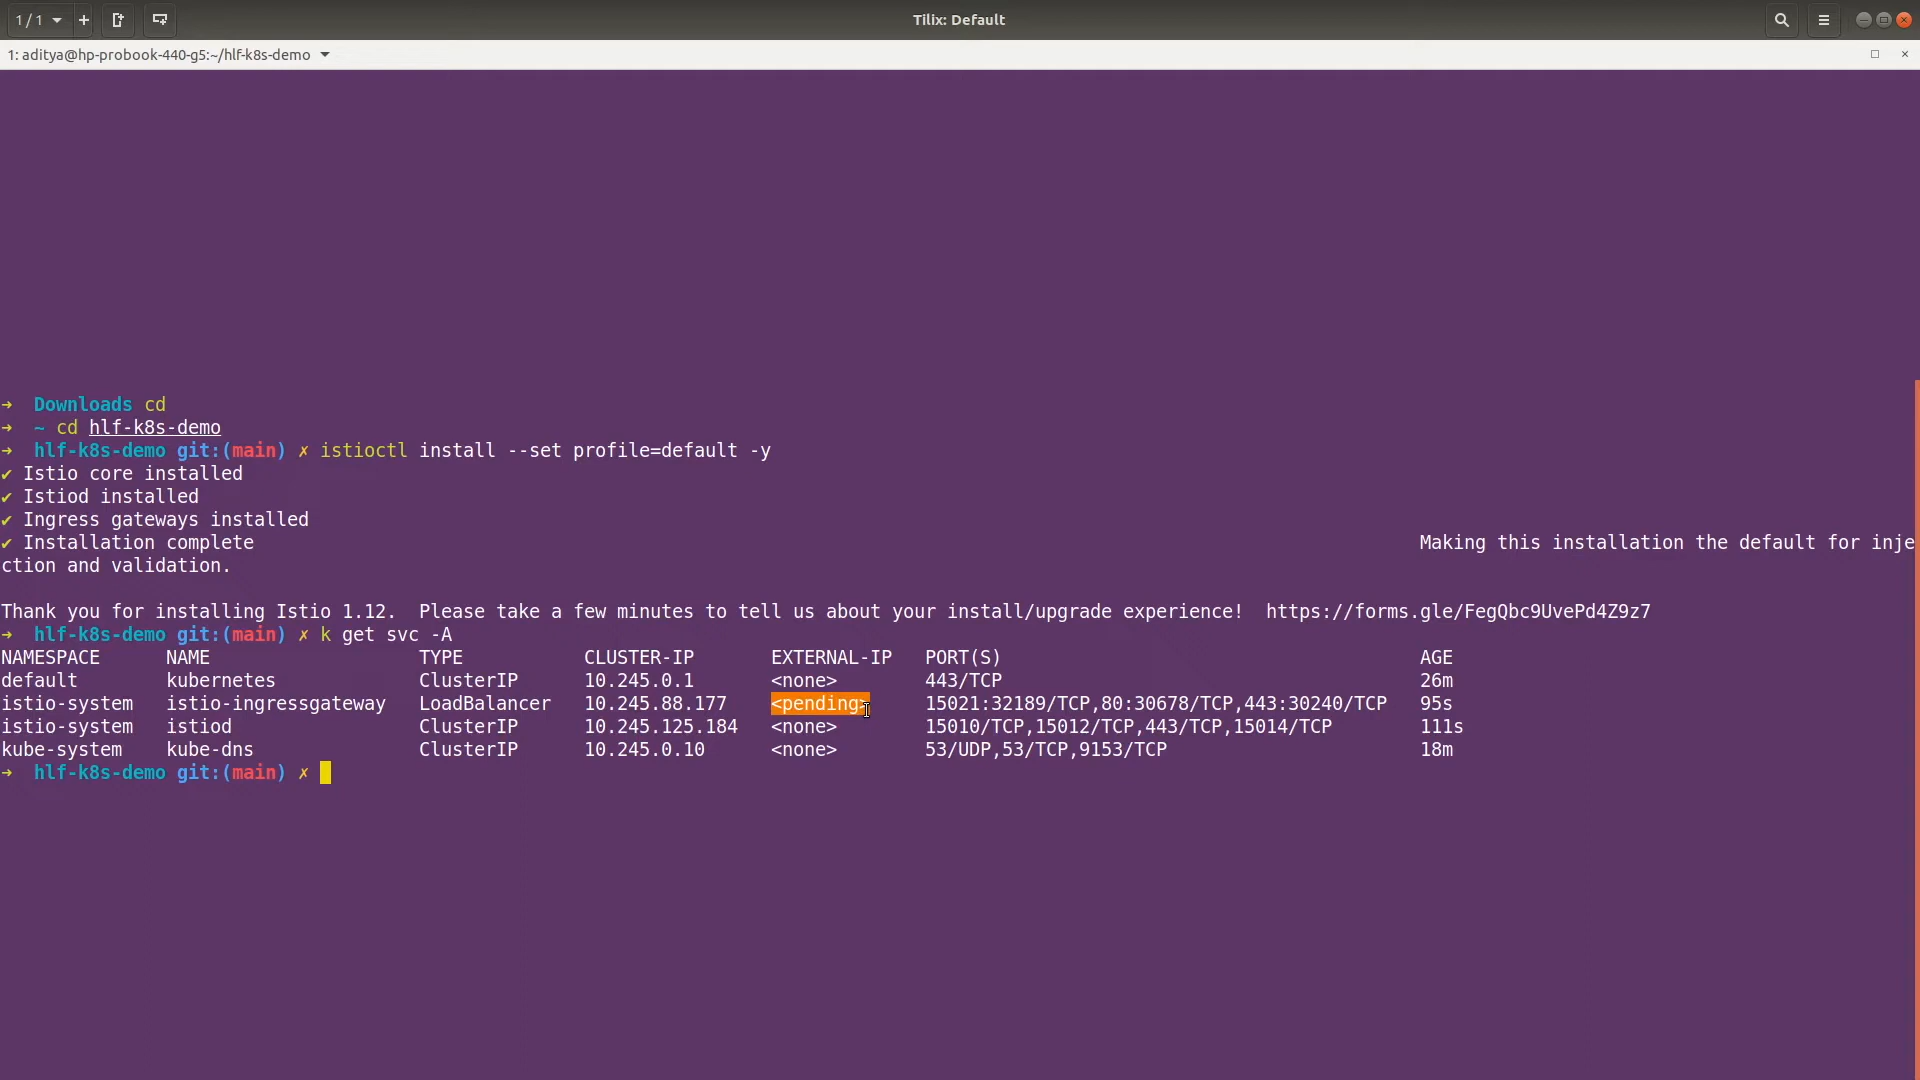 1 / 1
Tilix: Default
1: aditya@hp-probook-440-g5:~/hlf-k8s-demo
→  Downloads cd
→  ~ cd hlf-k8s-demo
→  hlf-k8s-demo git:(main) ✗ istioctl install --set profile=default -y
✔ Istio core installed
✔ Istiod installed
✔ Ingress gateways installed
✔ Installation complete                                                                                                          Making this installation the default for inje
ction and validation.
Thank you for installing Istio 1.12.  Please take a few minutes to tell us about your install/upgrade experience!  https://forms.gle/FegQbc9UvePd4Z9z7
→  hlf-k8s-demo git:(main) ✗ k get svc -A
NAMESPACE      NAME                   TYPE           CLUSTER-IP       EXTERNAL-IP   PORT(S)                                      AGE
default        kubernetes             ClusterIP      10.245.0.1       <none>        443/TCP                                      26m
istio-system   istio-ingressgateway   LoadBalancer   10.245.88.177    <pending>     15021:32189/TCP,80:30678/TCP,443:30240/TCP   95s
istio-system   istiod                 ClusterIP      10.245.125.184   <none>        15010/TCP,15012/TCP,443/TCP,15014/TCP        111s
kube-system    kube-dns               ClusterIP      10.245.0.10      <none>        53/UDP,53/TCP,9153/TCP                       18m
→  hlf-k8s-demo git:(main) ✗